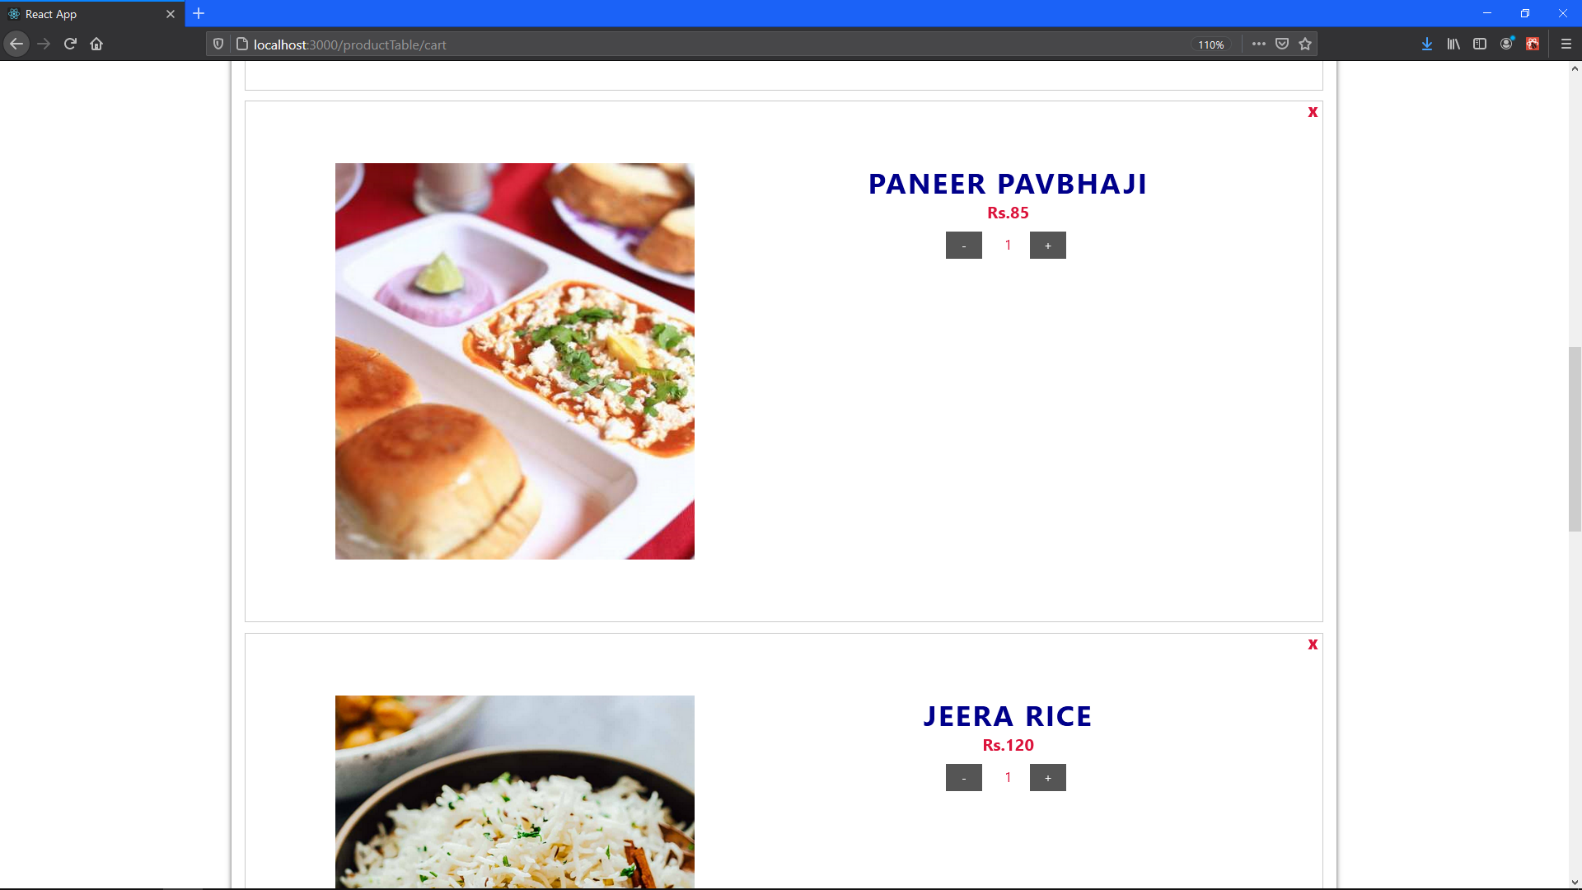 React App
localhost:3000/productTable/cart
110%
X
PANEER PAVBHAJI
Rs.85
- 1 +
X
JEERA RICE
Rs.120
- 1 +